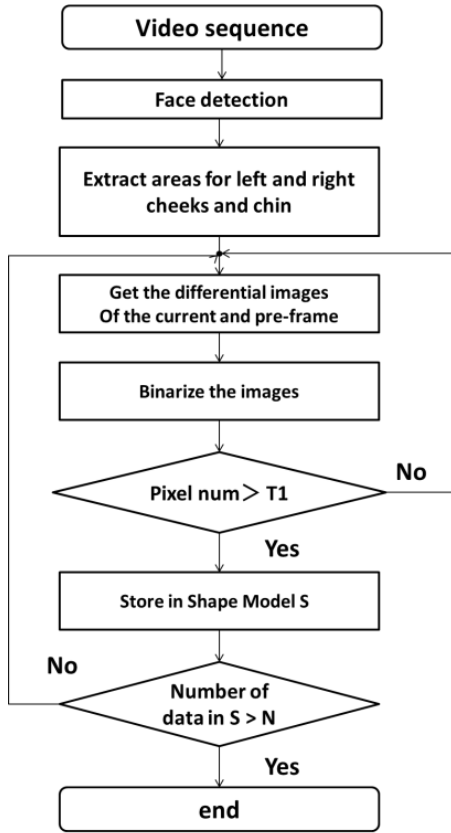 Video sequence
Face detection
Extract areas for left and right
cheeks and chin
Get the differential images
Of the current and pre-frame
Binarize the images
Pixel num＞ T1
No
Yes
Store in Shape Model S
No
Number of
data in S > N
Yes
end